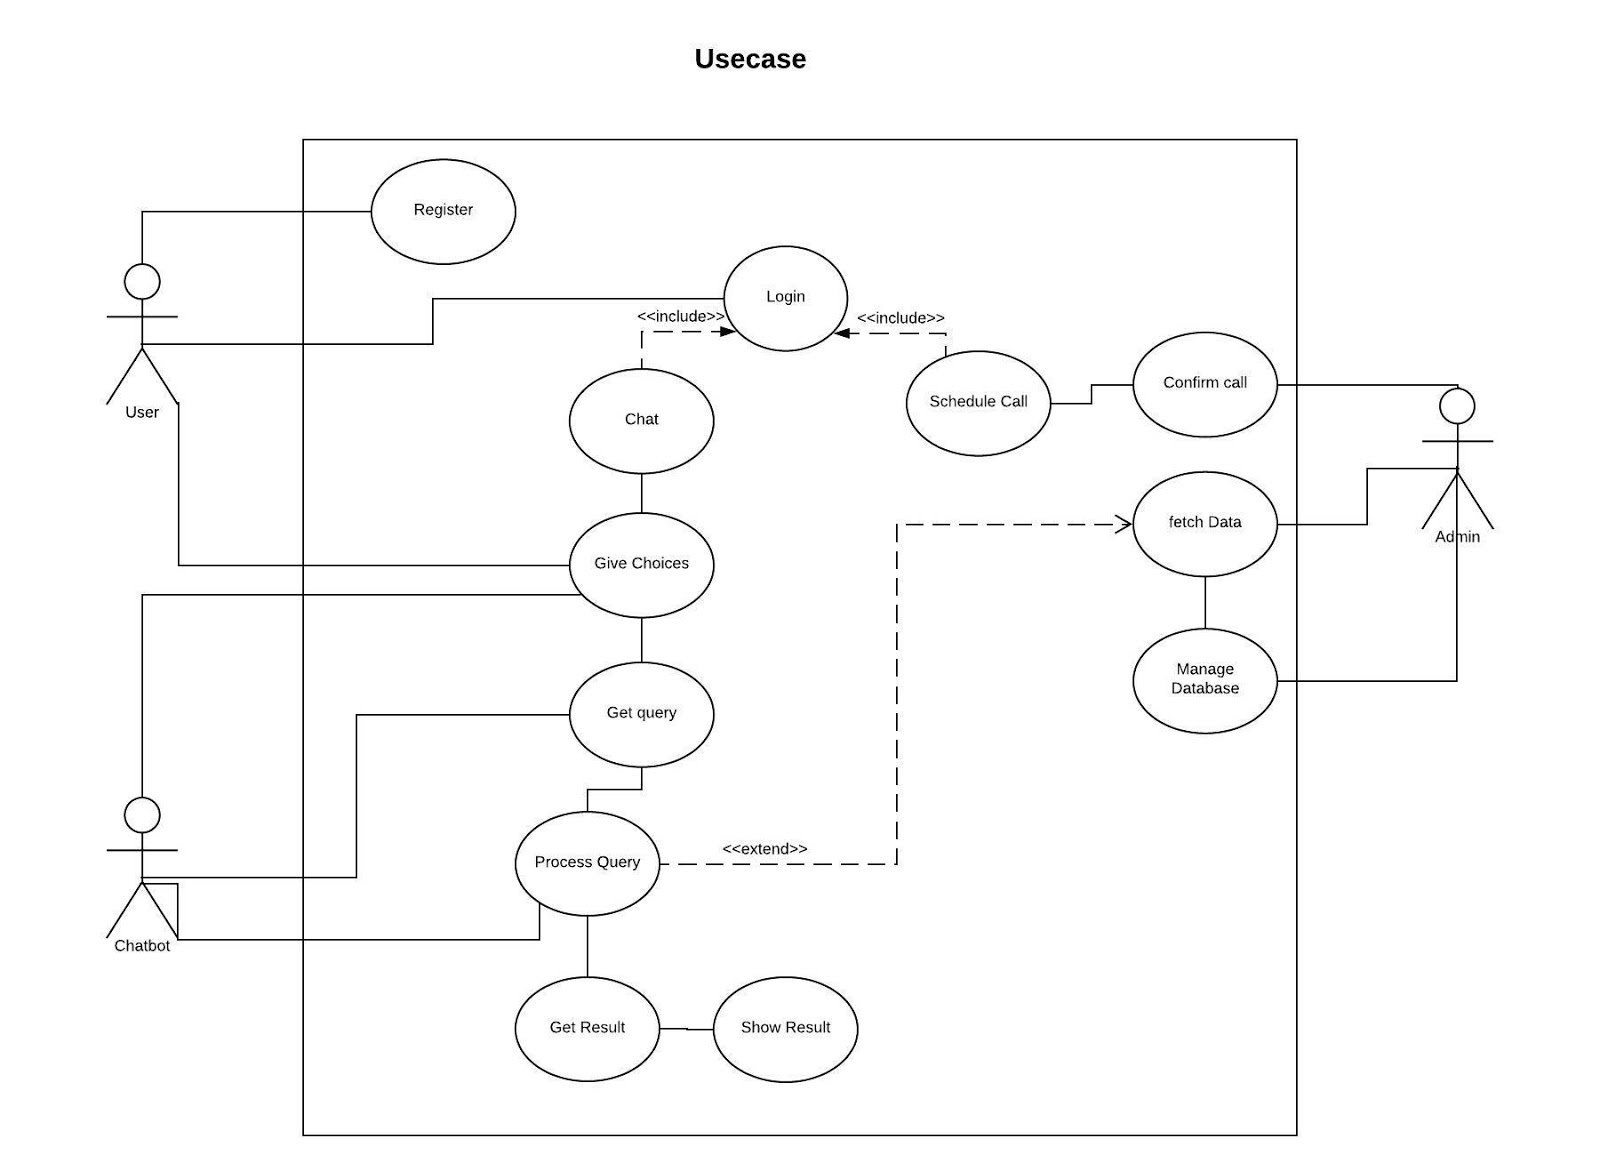 Usecase
Register
Login
<<include>>
<<include>>
Confirm call
Schedule Call
User
Chat
fetch Data
Admin
Give Choices
Manage
Database
Get query
<<extend>>
Process Query
Chatbot
Get Result
Show Result